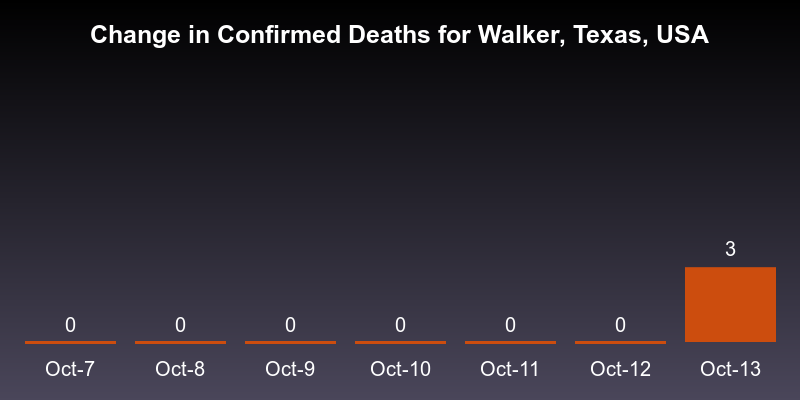 Change in Confirmed Deaths for Walker, Texas, USA
3
0 0 0 0 0 0
Oct-7 Oct-8 Oct-9 Oct-10 Oct-11 Oct-12 Oct-13